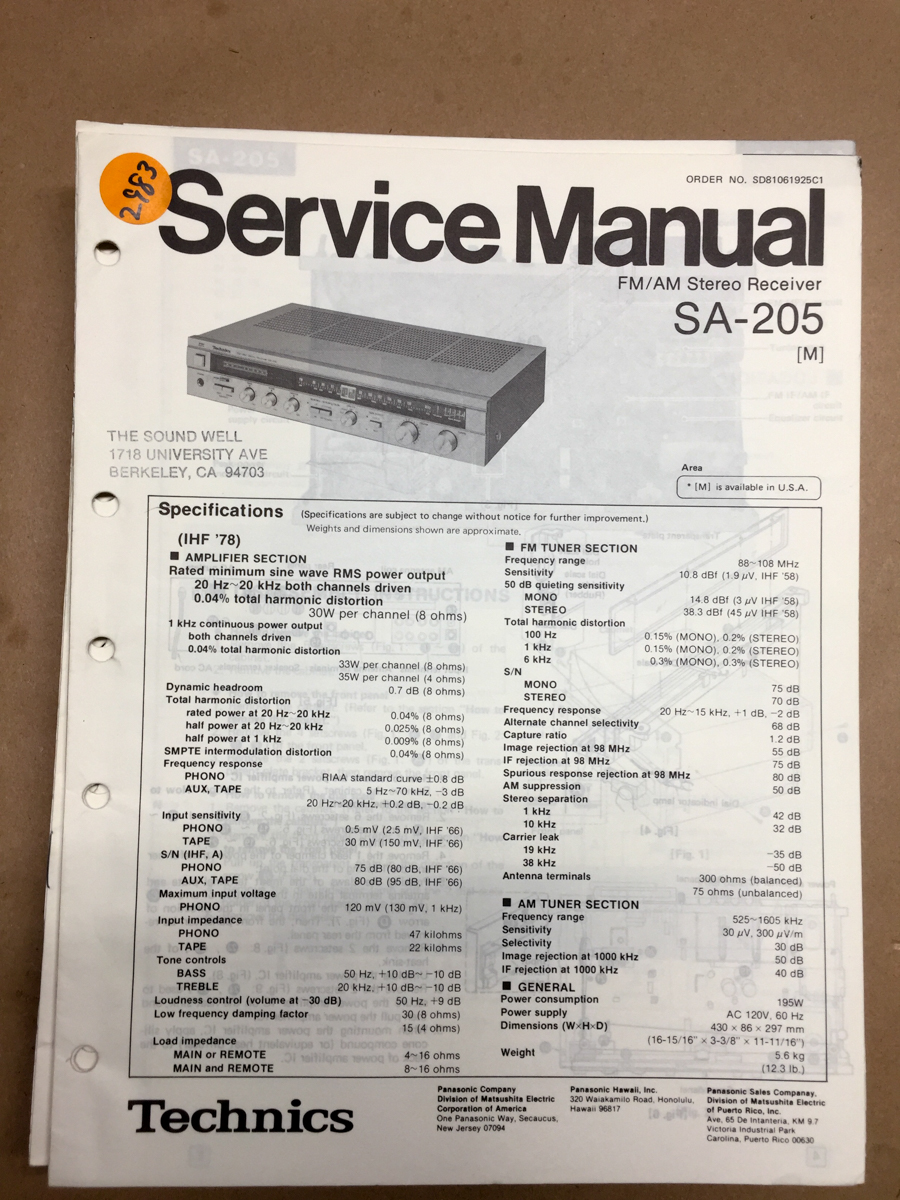 2983
ORDER NO. SD81061925C1
Service Manual
FM/AM Stereo Receiver
SA-205
[M]
Technics
THE SOUND WELL
1718 UNIVERSITY AVE
BERKELEY, CA 94703
Area
* [M] is available in U.S.A.
Specifications (Specifications are subject to change without notice for further improvement.)
Weights and dimensions shown are approximate.
(IHF '78)
■ AMPLIFIER SECTION
Rated minimum sine wave RMS power output
20 Hz~20 kHz both channels driven
0.04% total harmonic distortion
30W per channel (8 ohms)
1 kHz continuous power output
both channels driven
0.04% total harmonic distortion
33W per channel (8 ohms)
35W per channel (4 ohms)
Dynamic headroom 0.7 dB (8 ohms)
Total harmonic distortion
rated power at 20 Hz~20 kHz 0.04% (8 ohms)
half power at 20 Hz~20 kHz 0.025% (8 ohms)
half power at 1 kHz 0.009% (8 ohms)
SMPTE intermodulation distortion 0.04% (8 ohms)
Frequency response
PHONO RIAA standard curve ±0.8 dB
AUX, TAPE 5 Hz~70 kHz, −3 dB
20 Hz~20 kHz, +0.2 dB, −0.2 dB
Input sensitivity
PHONO 0.5 mV (2.5 mV, IHF '66)
TAPE 30 mV (150 mV, IHF '66)
S/N (IHF, A)
PHONO 75 dB (80 dB, IHF '66)
AUX, TAPE 80 dB (95 dB, IHF '66)
Maximum input voltage
PHONO 120 mV (130 mV, 1 kHz)
Input impedance
PHONO 47 kilohms
TAPE 22 kilohms
Tone controls
BASS 50 Hz, +10 dB~ −10 dB
TREBLE 20 kHz, +10 dB~ −10 dB
Loudness control (volume at −30 dB) 50 Hz, +9 dB
Low frequency damping factor 30 (8 ohms)
15 (4 ohms)
Load impedance
MAIN or REMOTE 4~16 ohms
MAIN and REMOTE 8~16 ohms
■ FM TUNER SECTION
Frequency range 88~108 MHz
Sensitivity 10.8 dBf (1.9 µV, IHF '58)
50 dB quieting sensitivity
MONO 14.8 dBf (3 µV IHF '58)
STEREO 38.3 dBf (45 µV IHF '58)
Total harmonic distortion
100 Hz 0.15% (MONO), 0.2% (STEREO)
1 kHz 0.15% (MONO), 0.2% (STEREO)
6 kHz 0.3% (MONO), 0.3% (STEREO)
S/N
MONO 75 dB
STEREO 70 dB
Frequency response 20 Hz~15 kHz, +1 dB, −2 dB
Alternate channel selectivity 68 dB
Capture ratio 1.2 dB
Image rejection at 98 MHz 55 dB
IF rejection at 98 MHz 75 dB
Spurious response rejection at 98 MHz 80 dB
AM suppression 50 dB
Stereo separation
1 kHz 42 dB
10 kHz 32 dB
Carrier leak
19 kHz −35 dB
38 kHz −50 dB
Antenna terminals 300 ohms (balanced)
75 ohms (unbalanced)
■ AM TUNER SECTION
Frequency range 525~1605 kHz
Sensitivity 30 µV, 300 µV/m
Selectivity 30 dB
Image rejection at 1000 kHz 50 dB
IF rejection at 1000 kHz 40 dB
■ GENERAL
Power consumption 195W
Power supply AC 120V, 60 Hz
Dimensions (W×H×D) 430 × 86 × 297 mm
(16-15/16" × 3-3/8" × 11-11/16")
Weight 5.6 kg
(12.3 lb.)
Technics
Panasonic Company
Division of Matsushita Electric
Corporation of America
One Panasonic Way, Secaucus,
New Jersey 07094
Panasonic Hawaii, Inc.
320 Waiakamilo Road, Honolulu,
Hawaii 96817
Panasonic Sales Companay,
Division of Matsushita Electric
of Puerto Rico, Inc.
Ave, 65 De Infanteria, KM 9.7
Victoria Industrial Park
Carolina, Puerto Rico 00630